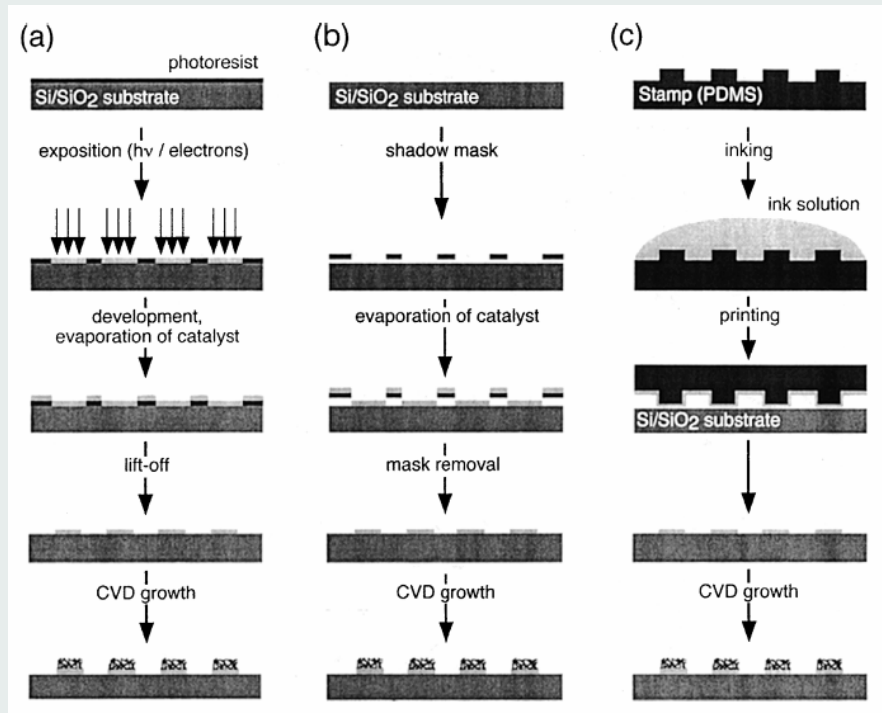 (a)
photoresist
Si/SiO2 substrate
exposition (hν / electrons)
development,
evaporation of catalyst
lift-off
CVD growth
(b)
Si/SiO2 substrate
shadow mask
evaporation of catalyst
mask removal
CVD growth
(c)
Stamp (PDMS)
inking
ink solution
printing
Si/SiO2 substrate
CVD growth